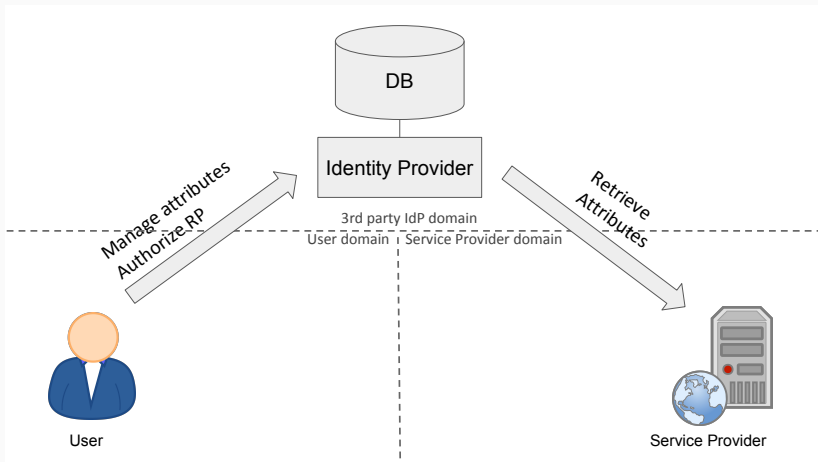 DB
Identity Provider
Manage attributes
Authorize RP
Retrieve
Attributes
3rd party IdP domain
User domain
Service Provider domain
User
Service Provider